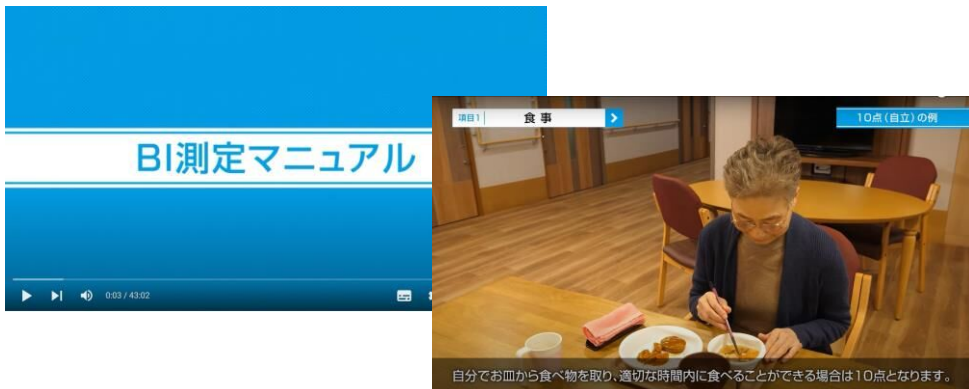 BI測定マニュアル
0:03 / 43:02
項目1 食事
10点(自立)の例
自分でお皿から食べ物を取り、適切な時間内に食べることができる場合は10点となります。